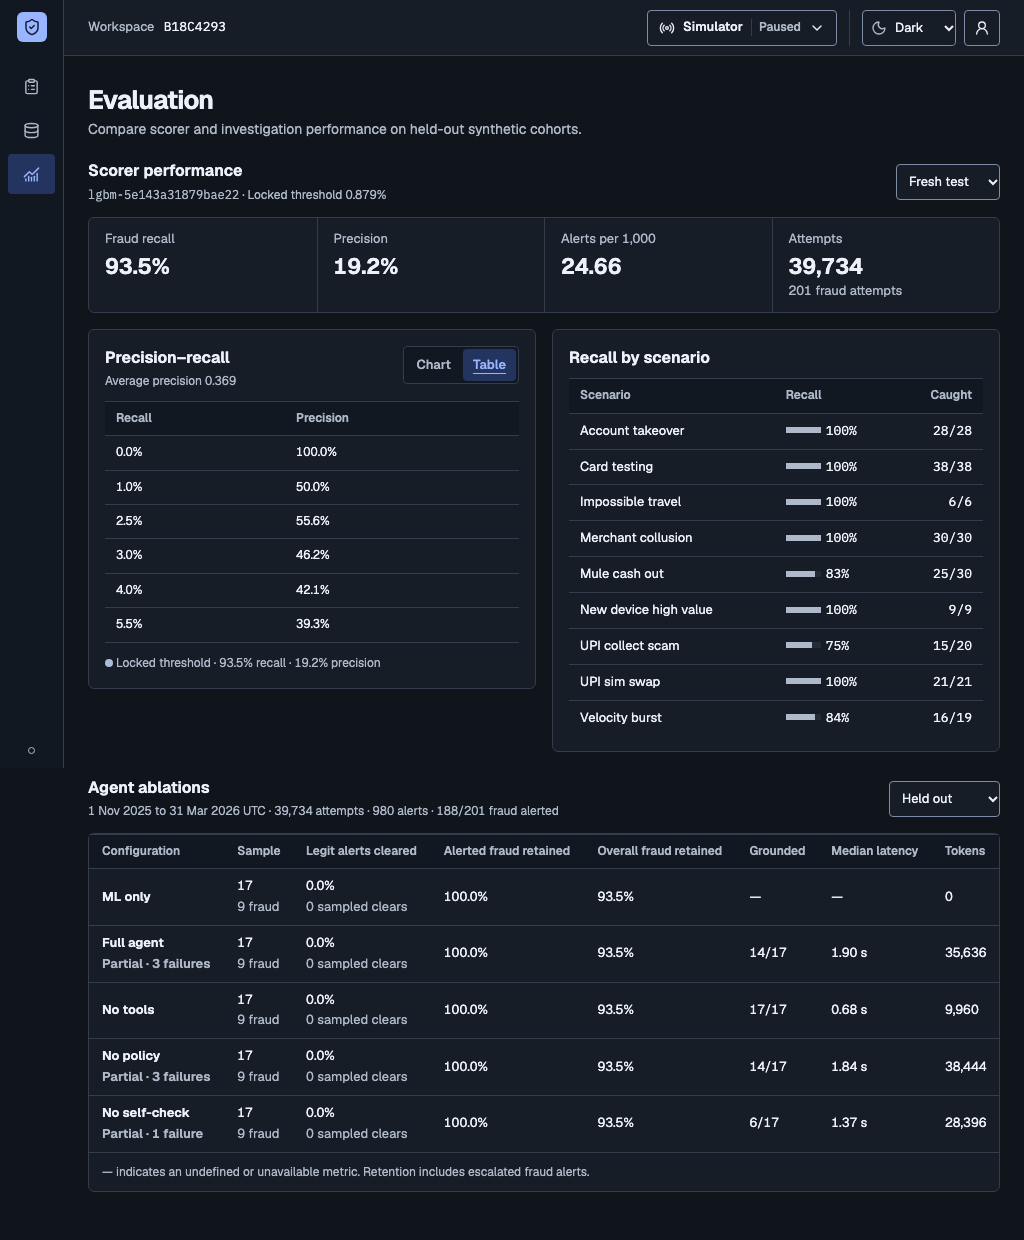 Workspace B18C4293
Simulator Paused
Dark
Evaluation
Compare scorer and investigation performance on held-out synthetic cohorts.
Scorer performance
lgbm-5e143a31879bae22 · Locked threshold 0.879%
Fresh test
Fraud recall
93.5%
Precision
19.2%
Alerts per 1,000
24.66
Attempts
39,734
201 fraud attempts
Precision–recall
Average precision 0.369
Chart Table
Recall Precision
0.0% 100.0%
1.0% 50.0%
2.5% 55.6%
3.0% 46.2%
4.0% 42.1%
5.5% 39.3%
Locked threshold · 93.5% recall · 19.2% precision
Recall by scenario
Scenario Recall Caught
Account takeover 100% 28/28
Card testing 100% 38/38
Impossible travel 100% 6/6
Merchant collusion 100% 30/30
Mule cash out 83% 25/30
New device high value 100% 9/9
UPI collect scam 75% 15/20
UPI sim swap 100% 21/21
Velocity burst 84% 16/19
Agent ablations
1 Nov 2025 to 31 Mar 2026 UTC · 39,734 attempts · 980 alerts · 188/201 fraud alerted
Held out
Configuration Sample Legit alerts cleared Alerted fraud retained Overall fraud retained Grounded Median latency Tokens
ML only 17 9 fraud 0.0% 0 sampled clears 100.0% 93.5% — — 0
Full agent Partial · 3 failures 17 9 fraud 0.0% 0 sampled clears 100.0% 93.5% 14/17 1.90 s 35,636
No tools 17 9 fraud 0.0% 0 sampled clears 100.0% 93.5% 17/17 0.68 s 9,960
No policy Partial · 3 failures 17 9 fraud 0.0% 0 sampled clears 100.0% 93.5% 14/17 1.84 s 38,444
No self-check Partial · 1 failure 17 9 fraud 0.0% 0 sampled clears 100.0% 93.5% 6/17 1.37 s 28,396
— indicates an undefined or unavailable metric. Retention includes escalated fraud alerts.